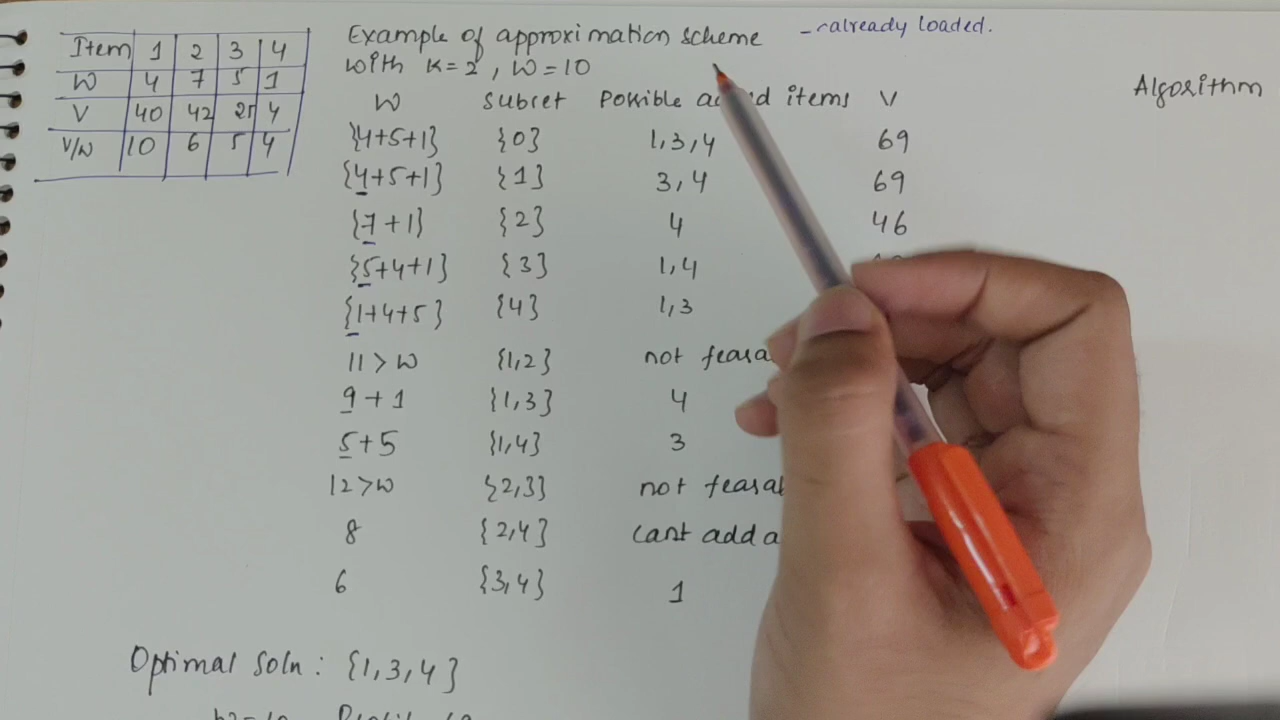 Item 1 2 3 4
W 4 7 5 1
V 40 42 25 4
V/W 10 6 5 4
Example of approximation scheme
with k=2, W=10
- already loaded.
Algorithm
W Subset Possible added items V
{4+5+1} {0} 1,3,4 69
{4+5+1} {1} 3,4 69
{7+1} {2} 4 46
{5+4+1} {3} 1,4
{1+4+5} {4} 1,3
11>W {1,2} not feasa
9+1 {1,3} 4
5+5 {1,4} 3
12>W {2,3} not feasal
8 {2,4} cant add a
6 {3,4} 1
Optimal Soln: {1,3,4}